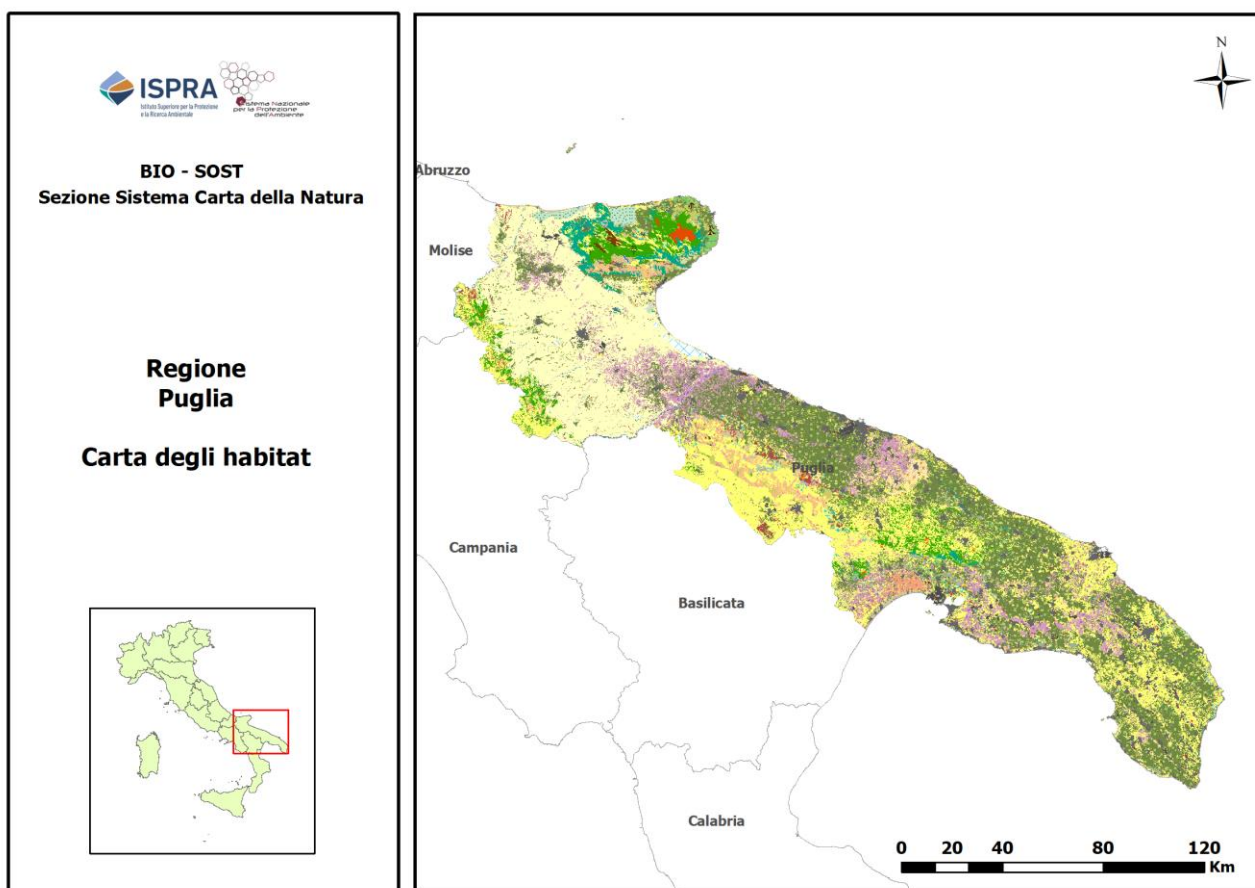 ISPRA
Istituto Superiore per la Protezione
e la Ricerca Ambientale
Sistema Nazionale
per la Protezione
dell'Ambiente
BIO - SOST
Sezione Sistema Carta della Natura
Regione
Puglia
Carta degli habitat
N
Abruzzo
Molise
Puglia
Campania
Basilicata
Calabria
0 20 40 80 120
Km